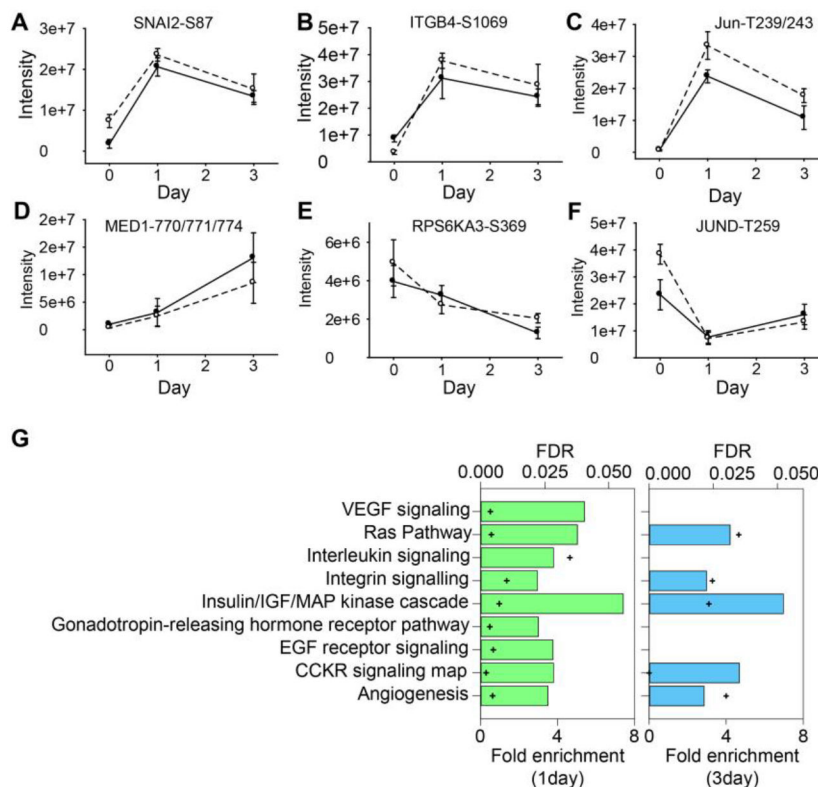 A
SNAI2-S87
3e+7
2e+7
1e+7
0
Intensity
0 1 2 3
Day
B
ITGB4-S1069
5e+7
4e+7
3e+7
2e+7
1e+7
0
Intensity
0 1 2 3
Day
C
Jun-T239/243
4e+7
3e+7
2e+7
1e+7
0
Intensity
0 1 2 3
Day
D
MED1-770/771/774
2e+7
1e+7
1e+7
5e+6
0
Intensity
0 1 2 3
Day
E
RPS6KA3-S369
6e+6
4e+6
2e+6
0
Intensity
0 1 2 3
Day
F
JUND-T259
5e+7
4e+7
3e+7
2e+7
1e+7
0
Intensity
0 1 2 3
Day
G
FDR
0.000 0.025 0.050
FDR
0.000 0.025 0.050
VEGF signaling
Ras Pathway
Interleukin signaling
Integrin signalling
Insulin/IGF/MAP kinase cascade
Gonadotropin-releasing hormone receptor pathway
EGF receptor signaling
CCKR signaling map
Angiogenesis
0 4 8
Fold enrichment
(1day)
0 4 8
Fold enrichment
(3day)